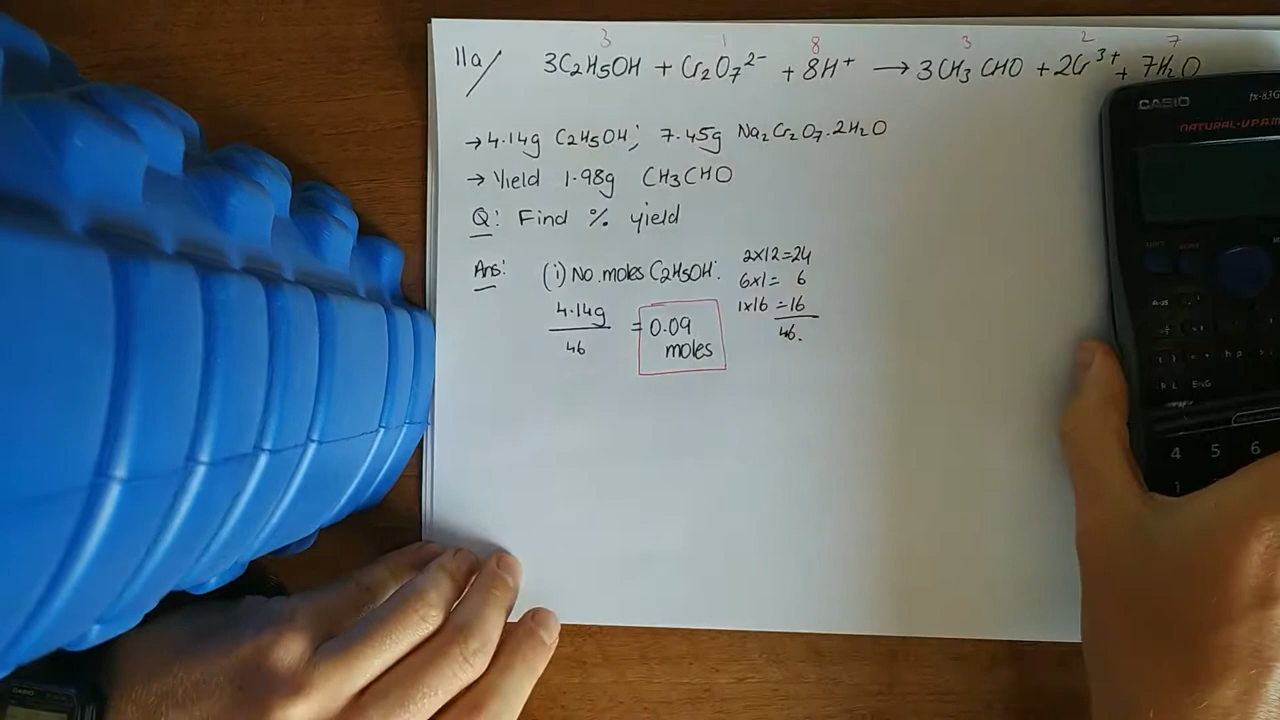 3 1 8 3 2 7
11a/ 3C₂H₅OH + Cr₂O₇²⁻ + 8H⁺ → 3CH₃CHO + 2Cr³⁺ + 7H₂O
→ 4.14g C₂H₅OH; 7.45g Na₂Cr₂O₇.2H₂O
→ Yield 1.98g CH₃CHO
Q: Find % yield
Ans: (i) No. moles C₂H₅OH:
4.14g
46
= 0.09
moles
2x12=24
6x1= 6
1x16 =16
46.
CASIO
NATURAL-V.P.A.M.
ENG
4 5 6